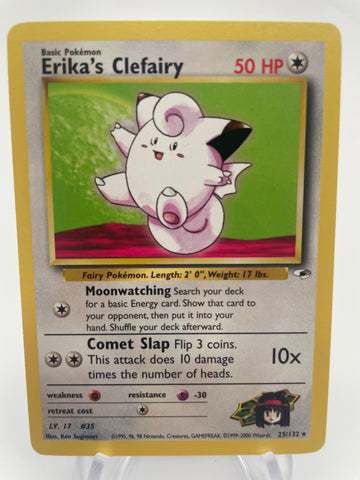 Basic Pokémon
Erika's Clefairy 50 HP
Fairy Pokémon. Length: 2' 0", Weight: 17 lbs.
Moonwatching Search your deck
for a basic Energy card. Show that card to
your opponent, then put it into your
hand. Shuffle your deck afterward.
Comet Slap Flip 3 coins.
This attack does 10 damage 10x
times the number of heads.
weakness resistance -30
retreat cost
LV. 17 #35
Illus. Ken Sugimori ©1995, 96, 98 Nintendo, Creatures, GAMEFREAK. ©1999-2000 Wizards. 25/132